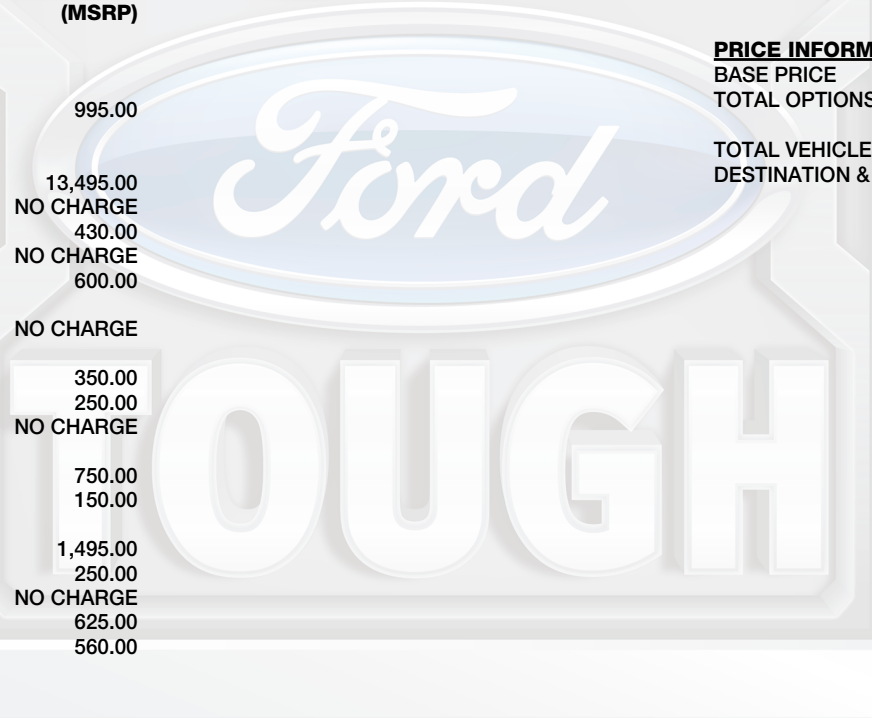 (MSRP)
995.00
13,495.00
NO CHARGE
430.00
NO CHARGE
600.00
NO CHARGE
350.00
250.00
NO CHARGE
750.00
150.00
1,495.00
250.00
NO CHARGE
625.00
560.00
PRICE INFORM
BASE PRICE
TOTAL OPTIONS
TOTAL VEHICLE
DESTINATION &
Ford
TOUGH